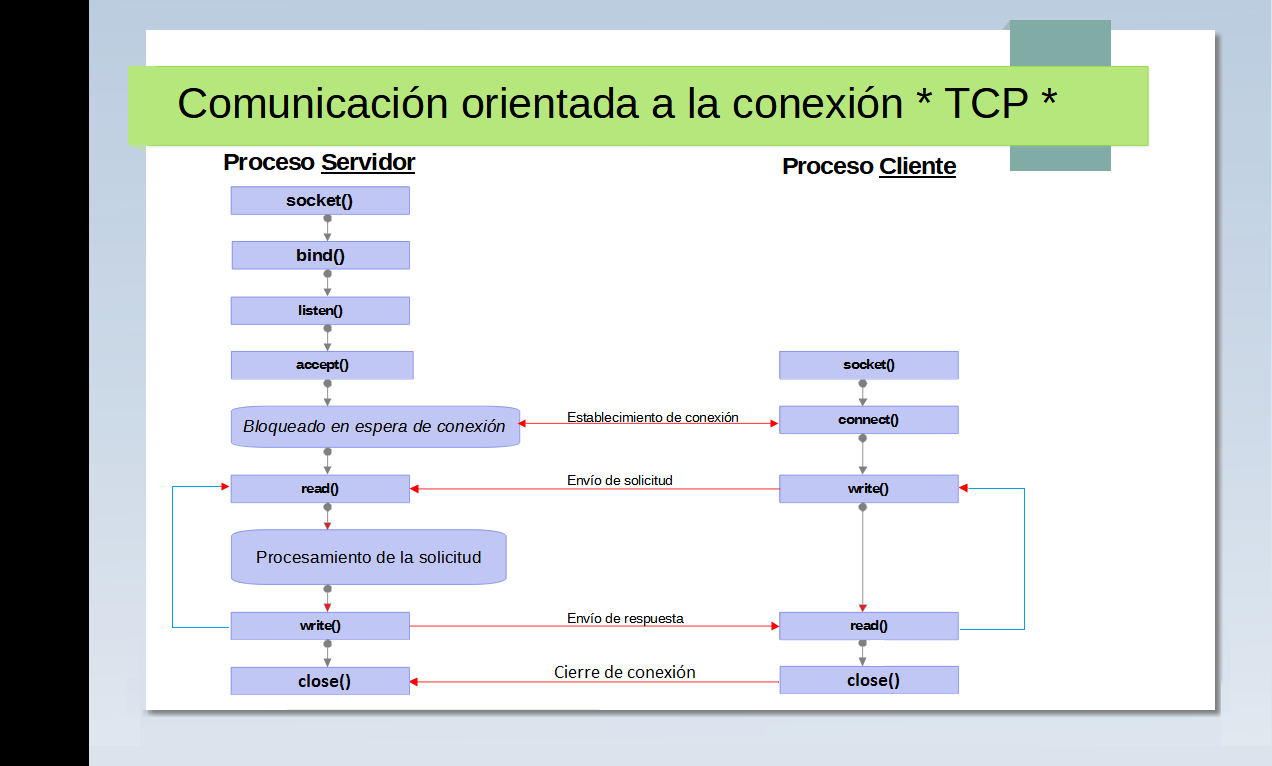 Comunicación orientada a la conexión * TCP *
Proceso Servidor
Proceso Cliente
socket()
bind()
listen()
accept()
socket()
Bloqueado en espera de conexión
Establecimiento de conexión
connect()
read()
Envío de solicitud
write()
Procesamiento de la solicitud
write()
Envío de respuesta
read()
close()
Cierre de conexión
close()